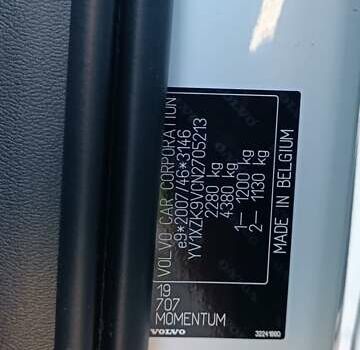 VOLVO CAR CORPORATION
e9*2007/46*3146
YV1XZK9VCN2705213
2280 kg
4380 kg
1— 1200 kg
2— 1130 kg
MADE IN BELGIUM
19
707
MOMENTUM
VOLVO
32241880